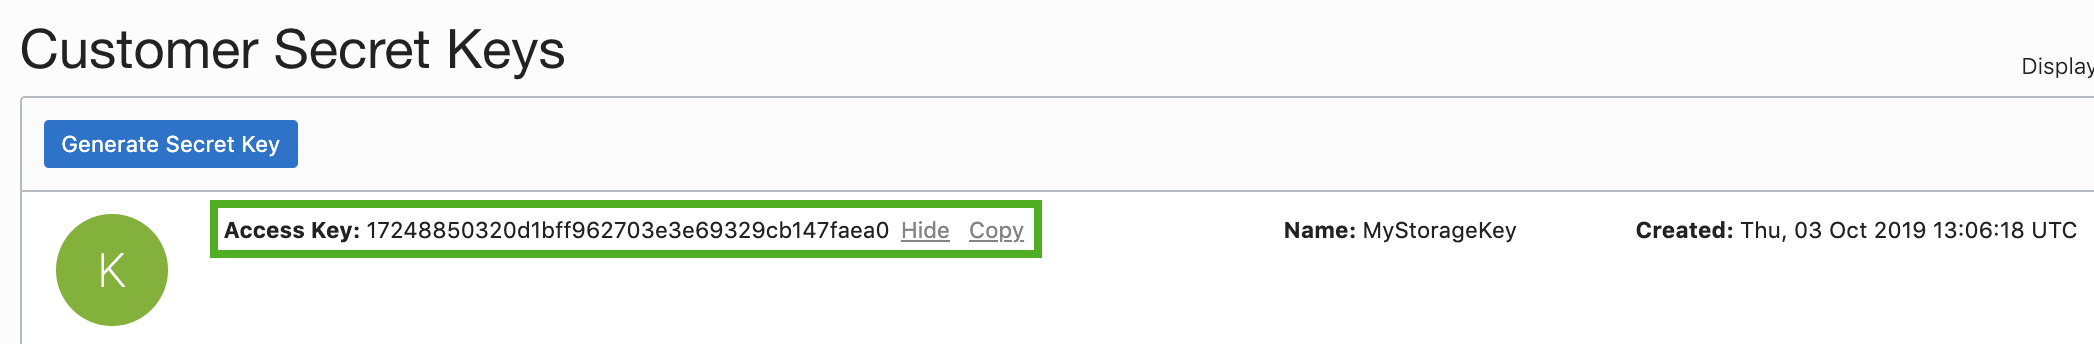 Customer Secret Keys
Display
Generate Secret Key
Access Key: 17248850320d1bff962703e3e69329cb147faea0 Hide Copy Name: MyStorageKey Created: Thu, 03 Oct 2019 13:06:18 UTC
K